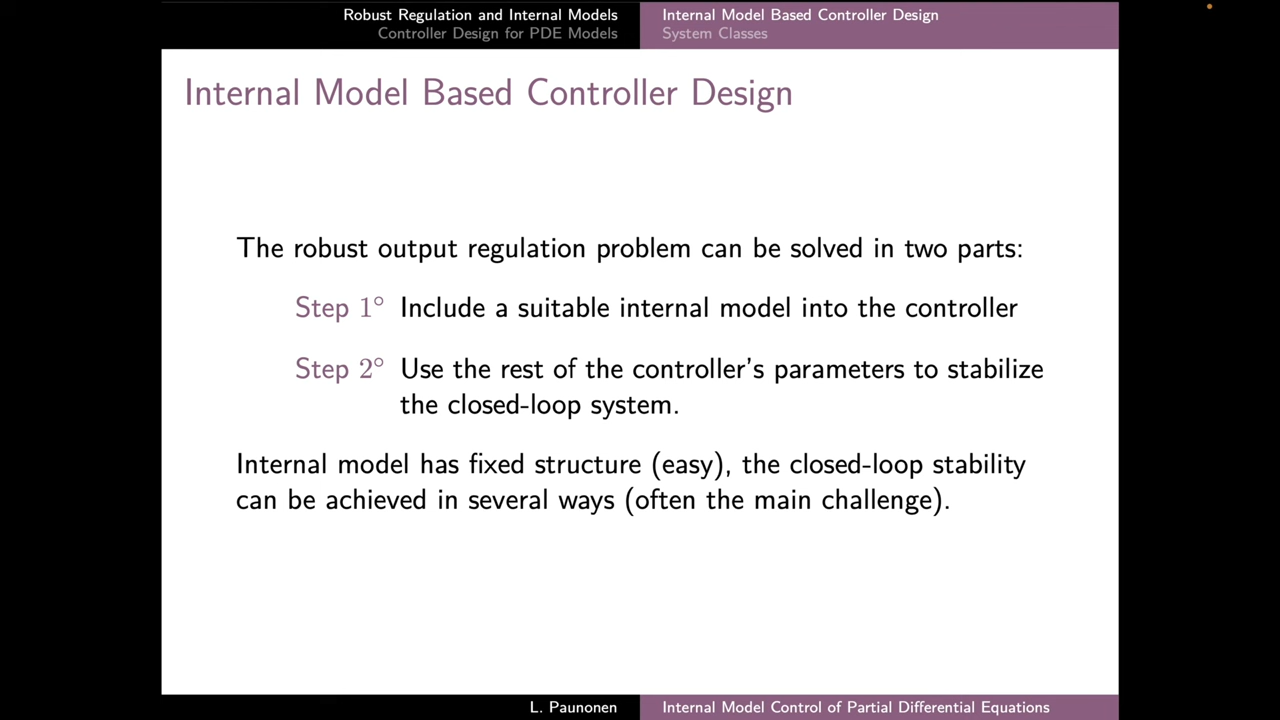 Robust Regulation and Internal Models
Controller Design for PDE Models
Internal Model Based Controller Design
System Classes
Internal Model Based Controller Design
The robust output regulation problem can be solved in two parts:
Step 1° Include a suitable internal model into the controller
Step 2° Use the rest of the controller's parameters to stabilize
the closed-loop system.
Internal model has fixed structure (easy), the closed-loop stability
can be achieved in several ways (often the main challenge).
L. Paunonen
Internal Model Control of Partial Differential Equations